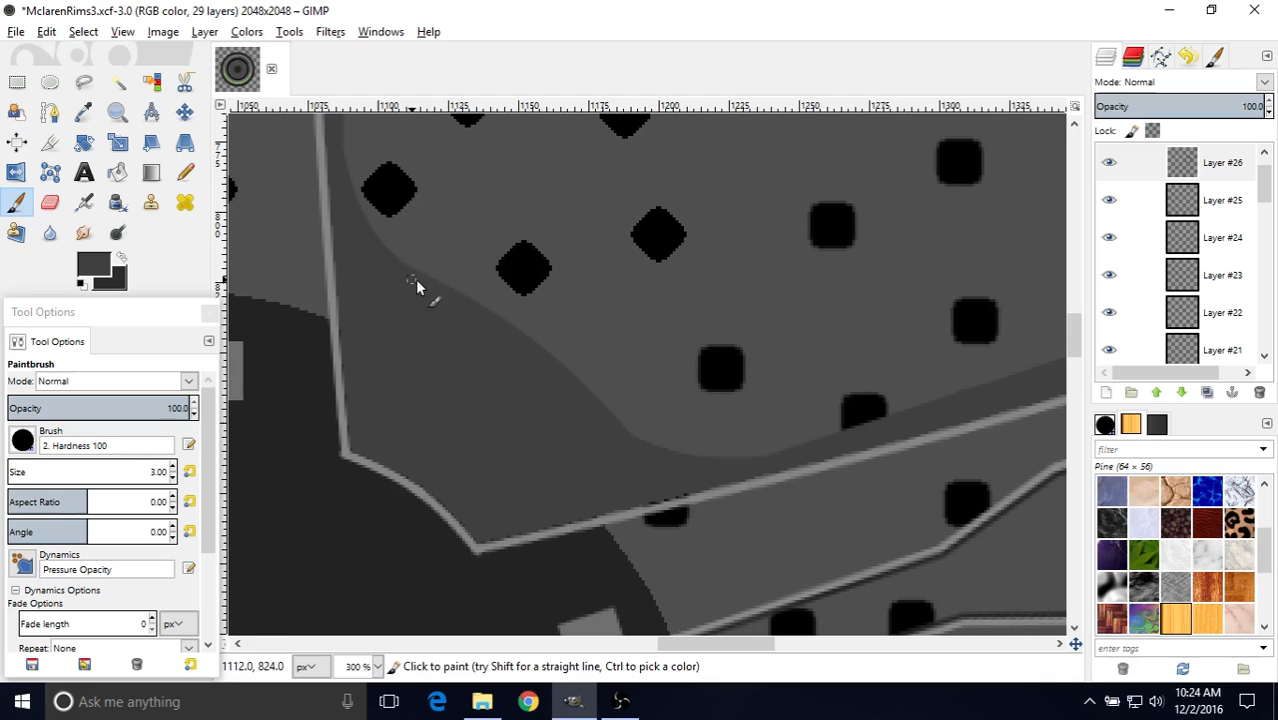 *MclarenRims3.xcf-3.0 (RGB color, 29 layers) 2048x2048 – GIMP
File Edit Select View Image Layer Colors Tools Filters Windows Help
Mode: Normal
Opacity 100.0
Lock:
1050 1075 1100 1125 1150 1175 1200 1225 1250 1275 1300 1325
Layer #26
Layer #25
Layer #24
Layer #23
Layer #22
Layer #21
Tool Options
Tool Options
Paintbrush
Mode: Normal
Opacity 100.0
Brush
2. Hardness 100
Size 3.00
Aspect Ratio 0.00
Angle 0.00
Dynamics
Pressure Opacity
Dynamics Options
Fade Options
Fade length 0 px
Repeat: None
filter
Pine (64 × 56)
enter tags
1112.0, 824.0 px 300 % Click to paint (try Shift for a straight line, Ctrl to pick a color)
Ask me anything
10:24 AM
12/2/2016